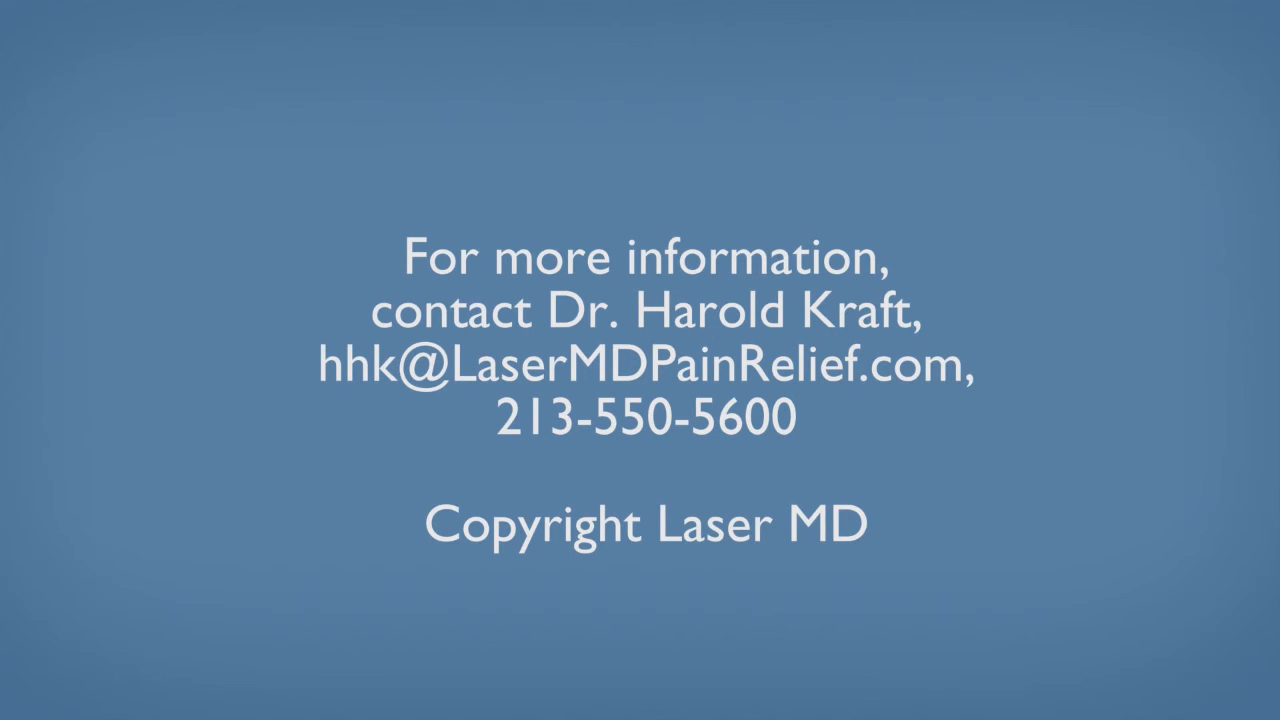 For more information,
contact Dr. Harold Kraft,
hhk@LaserMDPainRelief.com,
213-550-5600
Copyright Laser MD